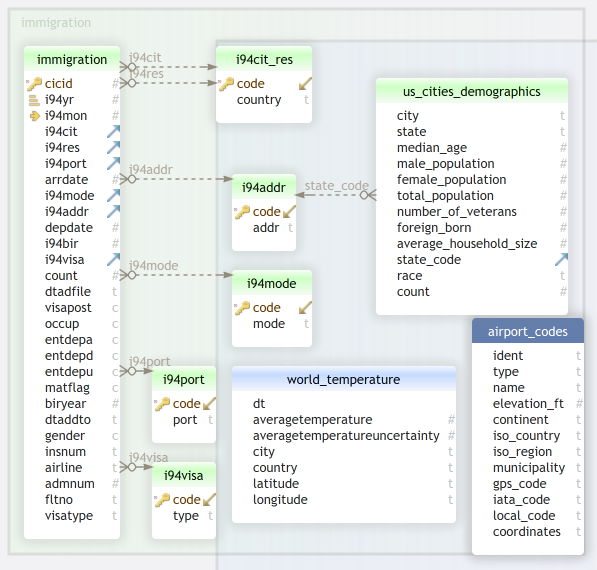 immigration
immigration
cicid #
i94yr #
i94mon #
i94cit
i94res
i94port
arrdate #
i94mode
i94addr
depdate #
i94bir #
i94visa
count #
dtadfile t
visapost c
occup c
entdepa c
entdepd c
entdepu c
matflag c
biryear #
dtaddto t
gender c
insnum t
airline t
admnum #
fltno t
visatype t
i94cit
i94res
i94addr
i94mode
i94port
i94visa
i94cit_res
code
country t
i94addr
code
addr t
state_code
i94mode
code
mode t
i94port
code
port t
i94visa
code
type t
us_cities_demographics
city t
state t
median_age #
male_population #
female_population #
total_population #
number_of_veterans #
foreign_born #
average_household_size #
state_code
race t
count #
world_temperature
dt
averagetemperature #
averagetemperatureuncertainty #
city t
country t
latitude t
longitude t
airport_codes
ident t
type t
name t
elevation_ft #
continent t
iso_country t
iso_region t
municipality t
gps_code t
iata_code t
local_code t
coordinates t